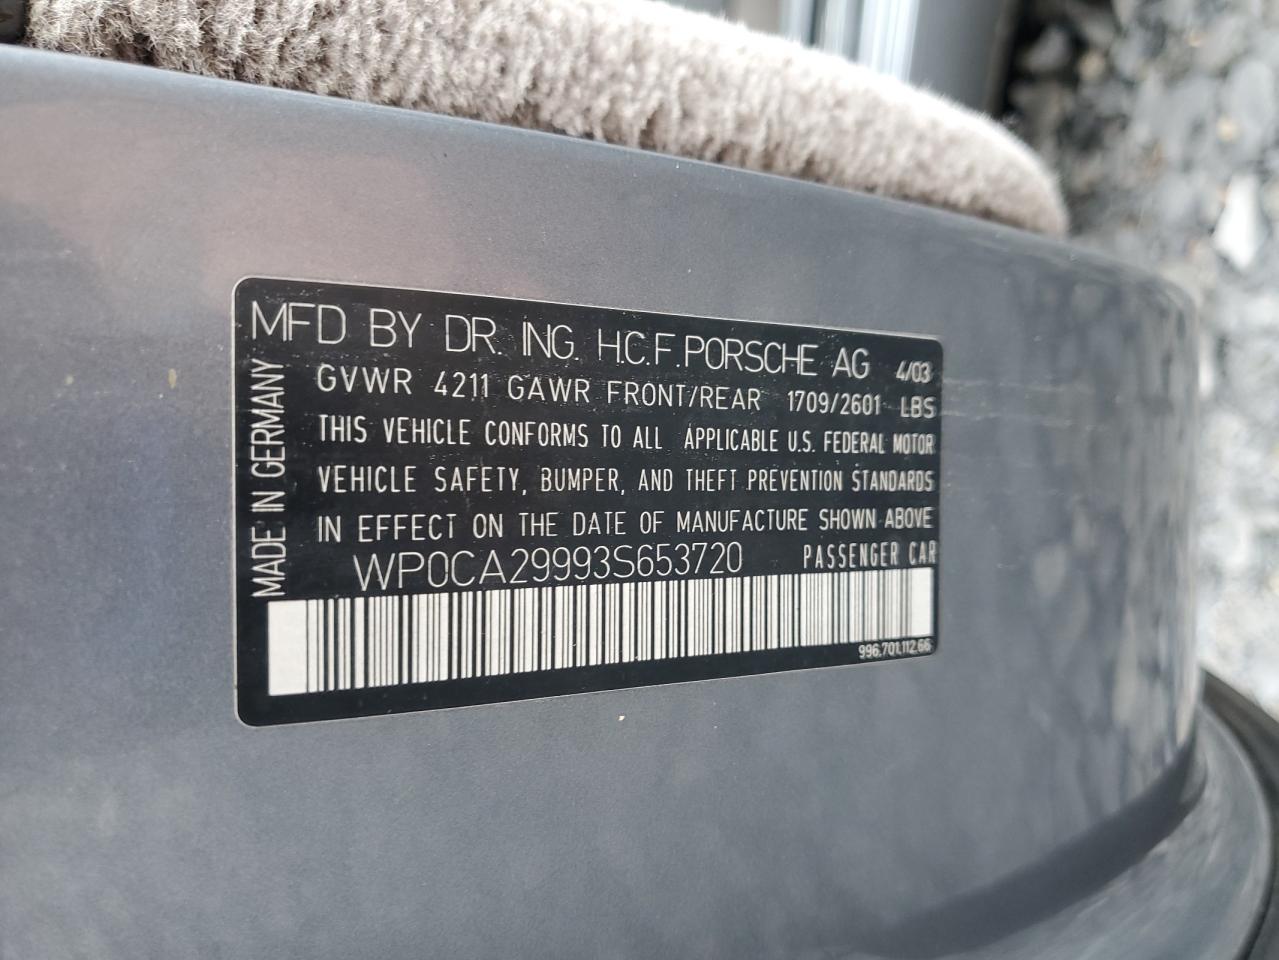 MFD BY DR. ING. H.C.F.PORSCHE AG 4/03
GVWR 4211 GAWR FRONT/REAR 1709/2601 LBS
THIS VEHICLE CONFORMS TO ALL APPLICABLE U.S. FEDERAL MOTOR
VEHICLE SAFETY, BUMPER, AND THEFT PREVENTION STANDARDS
IN EFFECT ON THE DATE OF MANUFACTURE SHOWN ABOVE
WP0CA29993S653720 PASSENGER CAR
996.701.112.66
MADE IN GERMANY